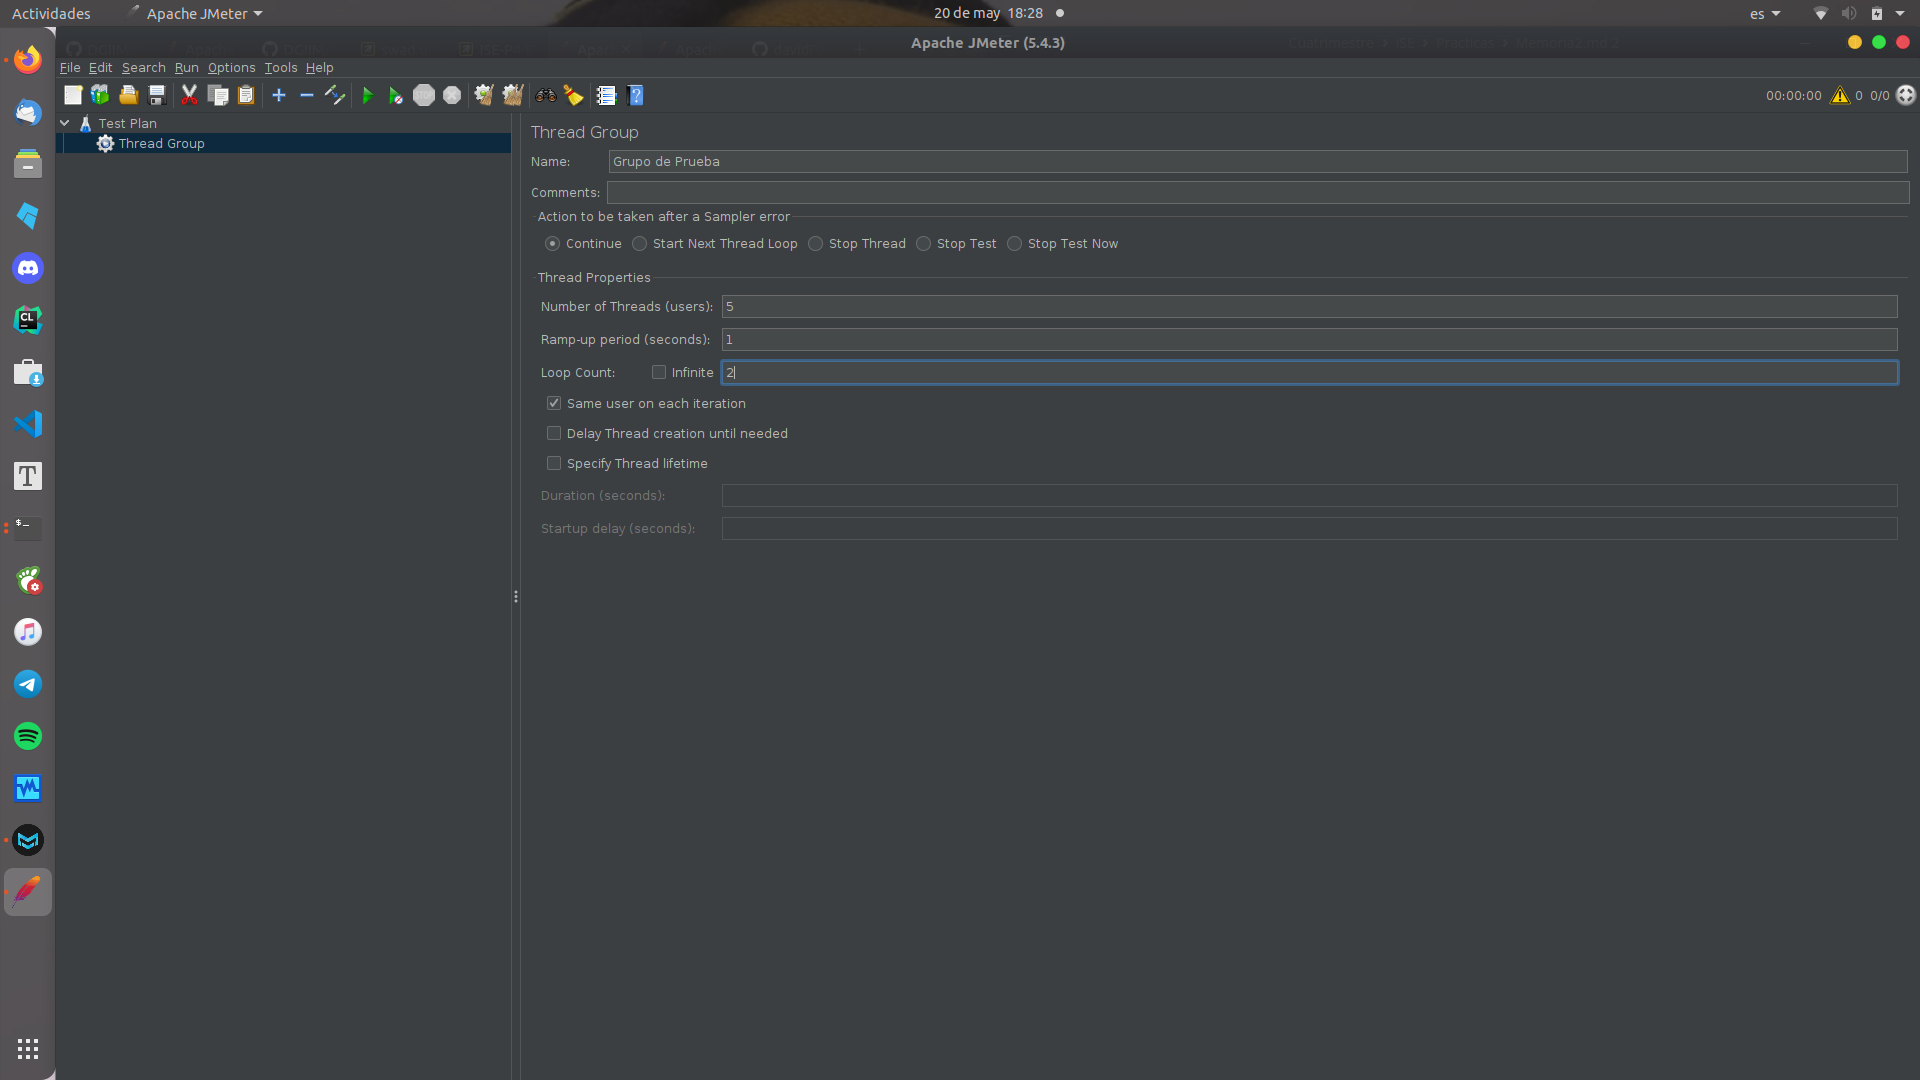 Actividades
Apache JMeter
20 de may 18:28
es
Apache JMeter (5.4.3)
File Edit Search Run Options Tools Help
00:00:00 0 0/0
Test Plan
Thread Group
Thread Group
Name: Grupo de Prueba
Comments:
Action to be taken after a Sampler error
Continue Start Next Thread Loop Stop Thread Stop Test Stop Test Now
Thread Properties
Number of Threads (users): 5
Ramp-up period (seconds): 1
Loop Count: Infinite 2
Same user on each iteration
Delay Thread creation until needed
Specify Thread lifetime
Duration (seconds):
Startup delay (seconds):
CL
T
$-